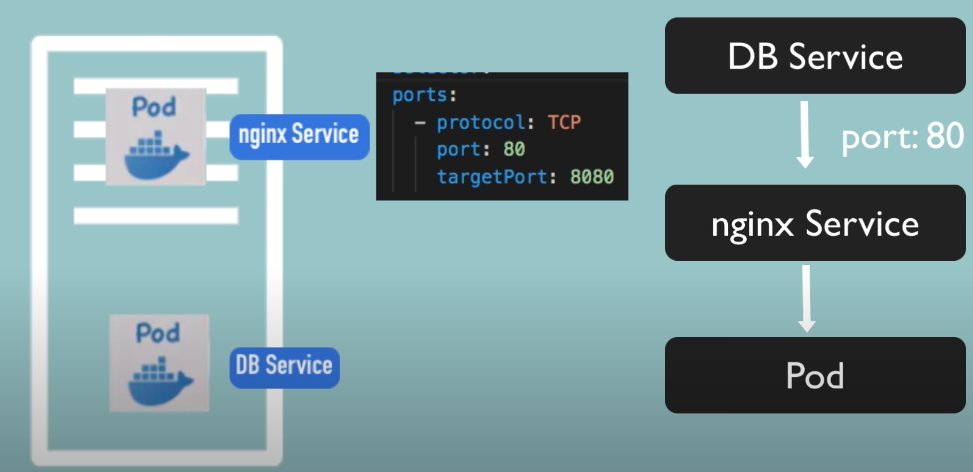 Pod
nginx Service
ports:
- protocol: TCP
port: 80
targetPort: 8080
Pod
DB Service
DB Service
port: 80
nginx Service
Pod